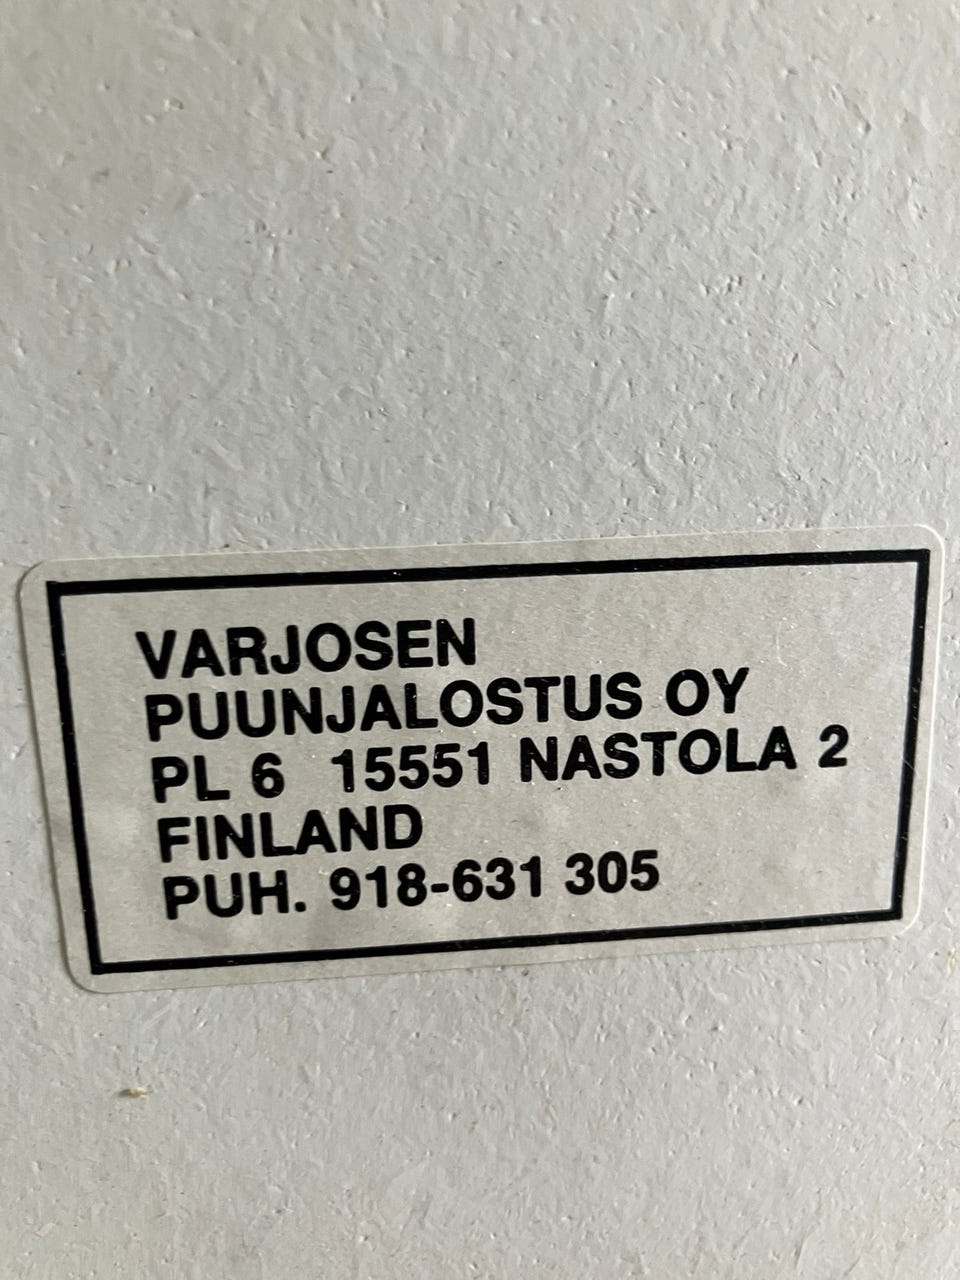 VARJOSEN
PUUNJALOSTUS OY
PL 6 15551 NASTOLA 2
FINLAND
PUH. 918-631 305